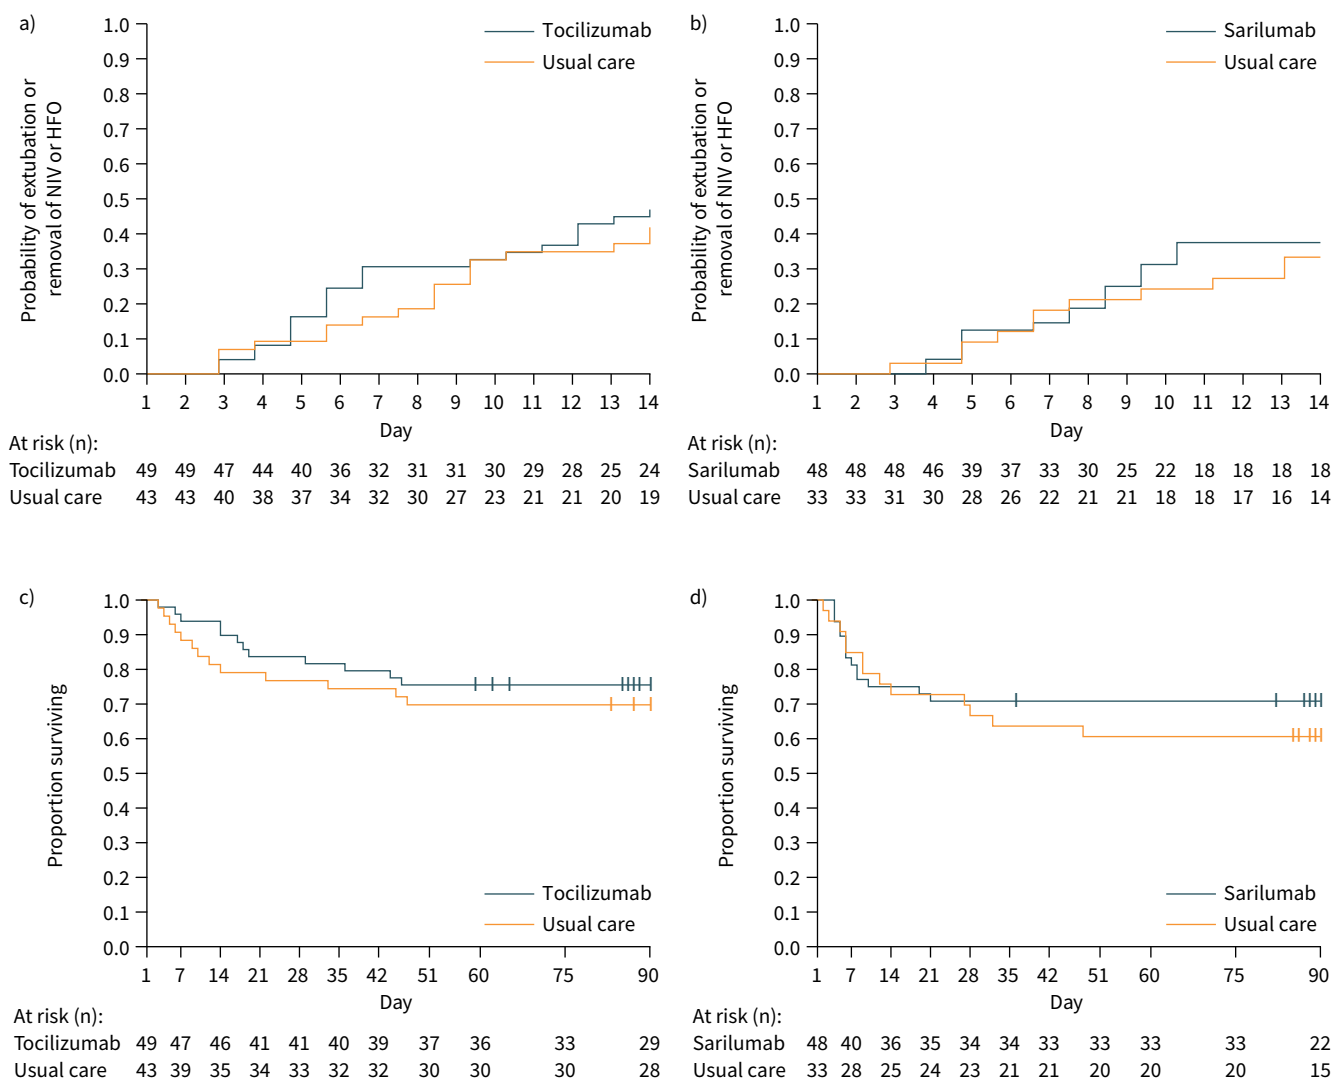 a)
Probability of extubation or
removal of NIV or HFO
1.0
0.9
0.8
0.7
0.6
0.5
0.4
0.3
0.2
0.1
0.0
Tocilizumab
Usual care
1 2 3 4 5 6 7 8 9 10 11 12 13 14
Day
At risk (n):
Tocilizumab 49 49 47 44 40 36 32 31 31 30 29 28 25 24
Usual care 43 43 40 38 37 34 32 30 27 23 21 21 20 19
b)
Probability of extubation or
removal of NIV or HFO
1.0
0.9
0.8
0.7
0.6
0.5
0.4
0.3
0.2
0.1
0.0
Sarilumab
Usual care
1 2 3 4 5 6 7 8 9 10 11 12 13 14
Day
At risk (n):
Sarilumab 48 48 48 46 39 37 33 30 25 22 18 18 18 18
Usual care 33 33 31 30 28 26 22 21 21 18 18 17 16 14
c)
Proportion surviving
1.0
0.9
0.8
0.7
0.6
0.5
0.4
0.3
0.2
0.1
0.0
Tocilizumab
Usual care
1 7 14 21 28 35 42 51 60 75 90
Day
At risk (n):
Tocilizumab 49 47 46 41 41 40 39 37 36 33 29
Usual care 43 39 35 34 33 32 32 30 30 30 28
d)
Proportion surviving
1.0
0.9
0.8
0.7
0.6
0.5
0.4
0.3
0.2
0.1
0.0
Sarilumab
Usual care
1 7 14 21 28 35 42 51 60 75 90
Day
At risk (n):
Sarilumab 48 40 36 35 34 34 33 33 33 33 22
Usual care 33 28 25 24 23 21 21 20 20 20 15